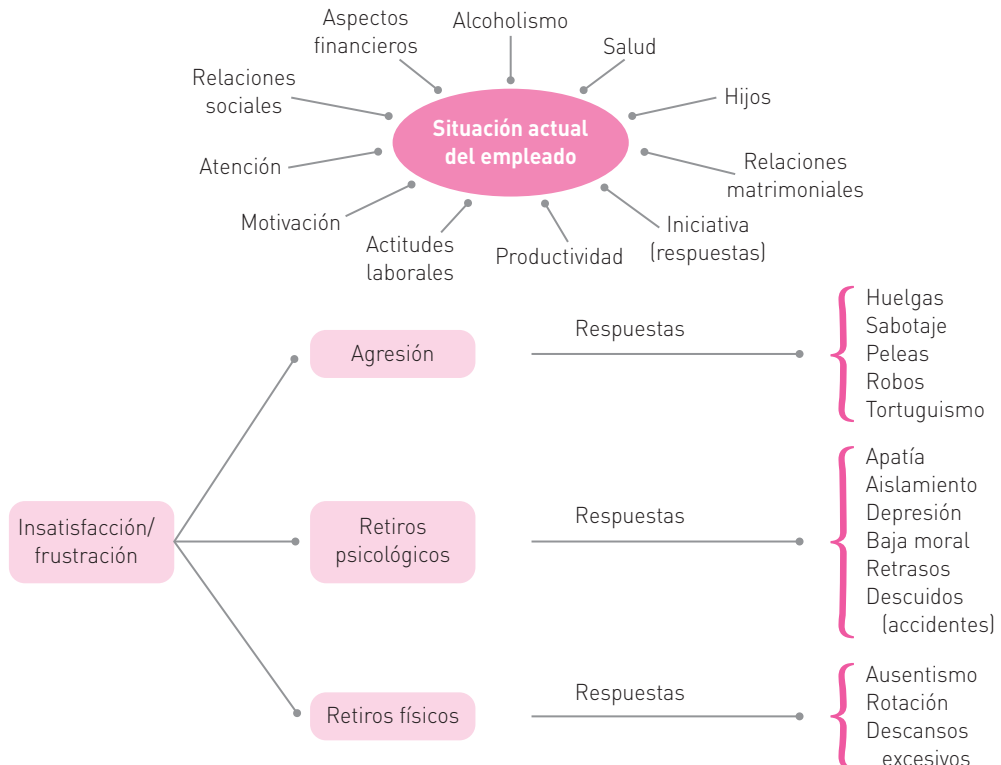 Aspectos
financieros
Alcoholismo
Salud
Relaciones
sociales
Hijos
Situación actual
del empleado
Atención
Relaciones
matrimoniales
Motivación
Iniciativa
(respuestas)
Actitudes
laborales
Productividad
Insatisfacción/
frustración
Agresión
Respuestas
Huelgas
Sabotaje
Peleas
Robos
Tortuguismo
Retiros
psicológicos
Respuestas
Apatía
Aislamiento
Depresión
Baja moral
Retrasos
Descuidos
(accidentes)
Retiros físicos
Respuestas
Ausentismo
Rotación
Descansos
excesivos